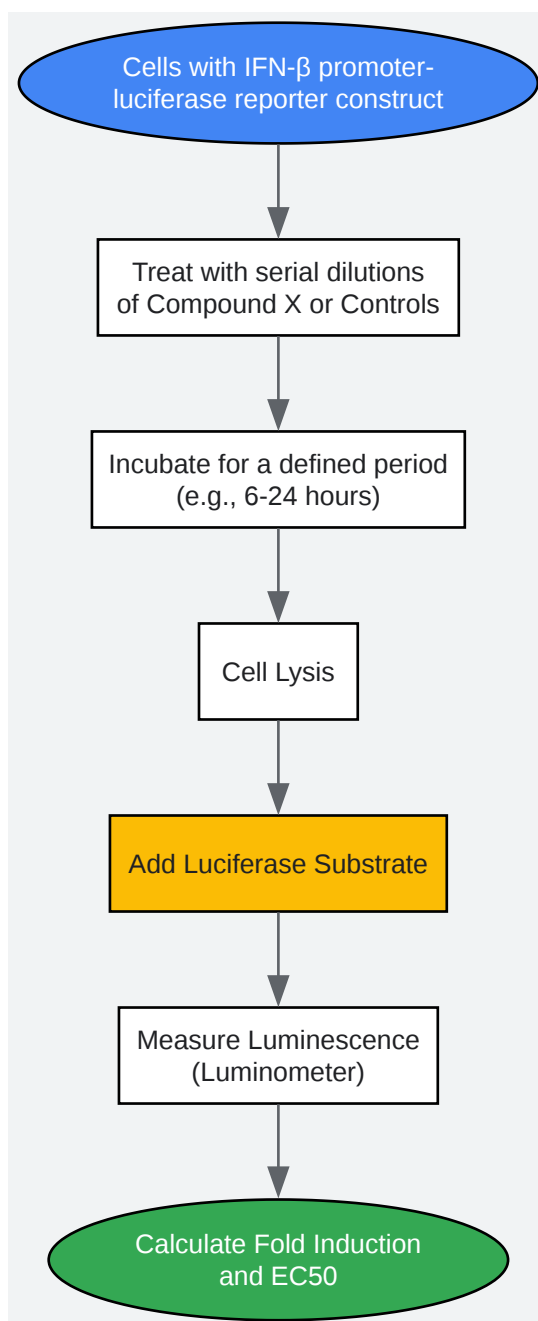 Cells with IFN-β promoter-
luciferase reporter construct
Treat with serial dilutions
of Compound X or Controls
Incubate for a defined period
(e.g., 6-24 hours)
Cell Lysis
Add Luciferase Substrate
Measure Luminescence
(Luminometer)
Calculate Fold Induction
and EC50